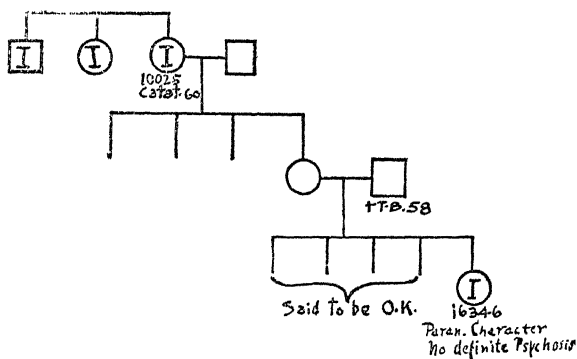 I I I
10025
Catat. 60
†T.B. 58
Said to be O.K.
I
16346
Paran. Character
No definite Psychosis